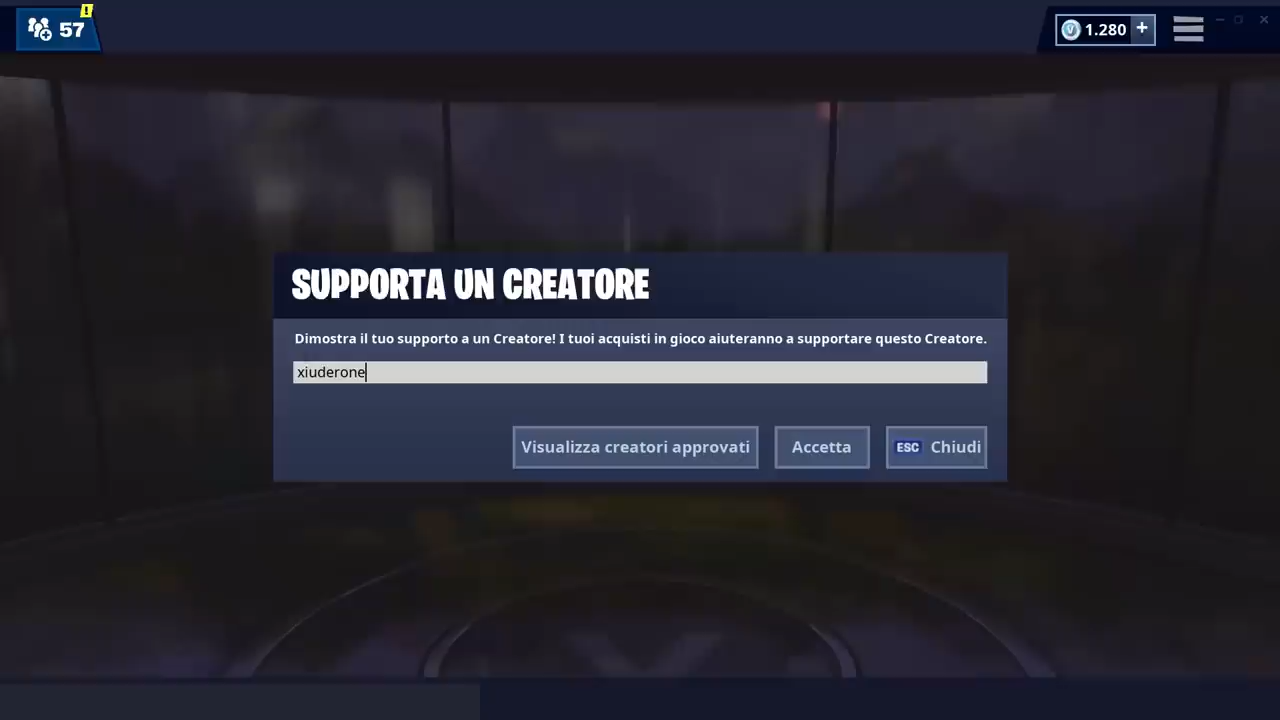 57
!
1.280 +
SUPPORTA UN CREATORE
Dimostra il tuo supporto a un Creatore! I tuoi acquisti in gioco aiuteranno a supportare questo Creatore.
xiuderone
Visualizza creatori approvati
Accetta
ESC Chiudi